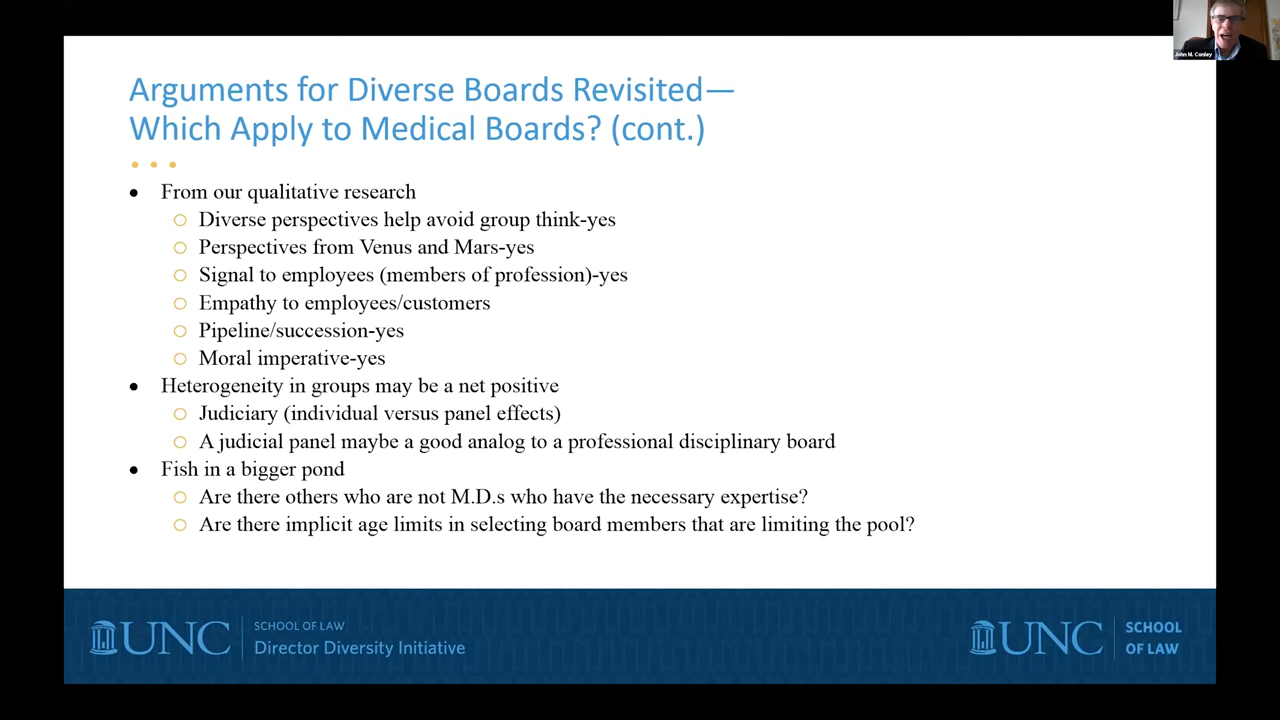 John M. Conley
Arguments for Diverse Boards Revisited—
Which Apply to Medical Boards? (cont.)
• From our qualitative research
○ Diverse perspectives help avoid group think-yes
○ Perspectives from Venus and Mars-yes
○ Signal to employees (members of profession)-yes
○ Empathy to employees/customers
○ Pipeline/succession-yes
○ Moral imperative-yes
• Heterogeneity in groups may be a net positive
○ Judiciary (individual versus panel effects)
○ A judicial panel maybe a good analog to a professional disciplinary board
• Fish in a bigger pond
○ Are there others who are not M.D.s who have the necessary expertise?
○ Are there implicit age limits in selecting board members that are limiting the pool?
UNC
SCHOOL OF LAW
Director Diversity Initiative
UNC
SCHOOL
OF LAW